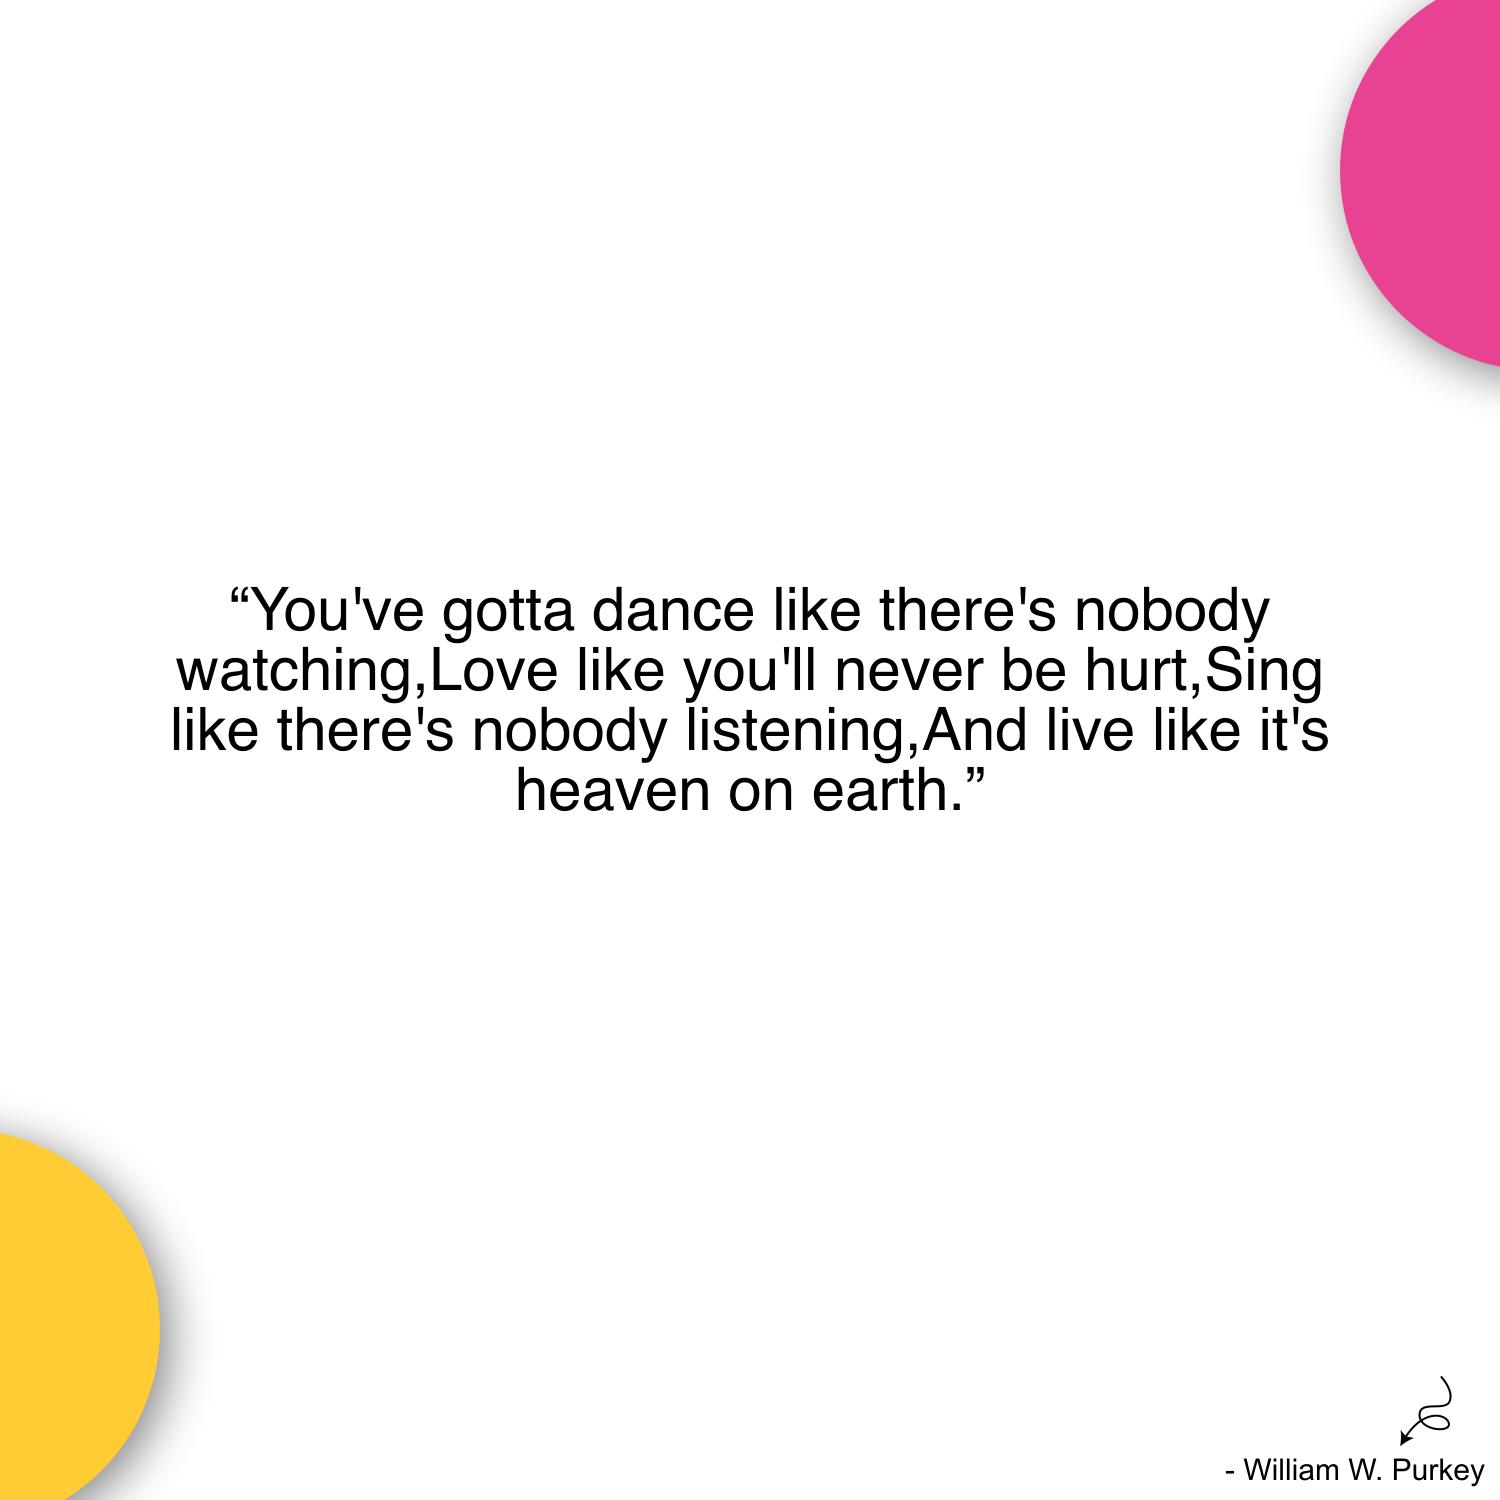 “You've gotta dance like there's nobody
watching,Love like you'll never be hurt,Sing
like there's nobody listening,And live like it's
heaven on earth.”
- William W. Purkey